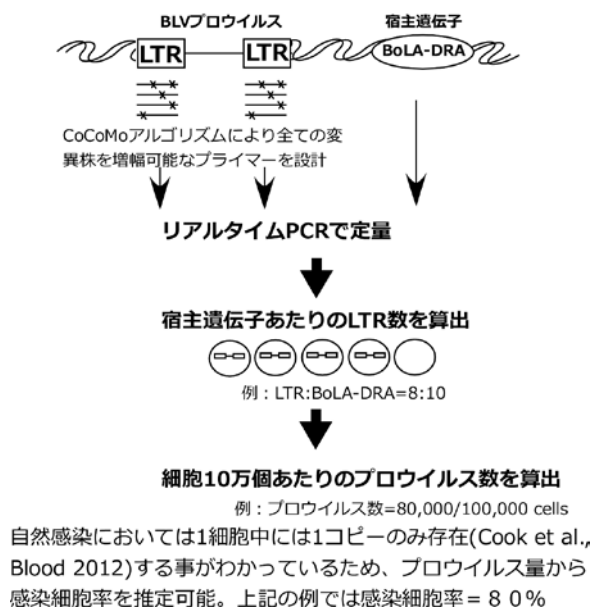 BLVプロウイルス
宿主遺伝子
LTR
LTR
BoLA-DRA
CoCoMoアルゴリズムにより全ての変
異株を増幅可能なプライマーを設計
リアルタイムPCRで定量
宿主遺伝子あたりのLTR数を算出
例：LTR:BoLA-DRA=8:10
細胞10万個あたりのプロウイルス数を算出
例：プロウイルス数=80,000/100,000 cells
自然感染においては1細胞中には1コピーのみ存在(Cook et al.,
Blood 2012)する事がわかっているため、プロウイルス量から
感染細胞率を推定可能。上記の例では感染細胞率＝８０％